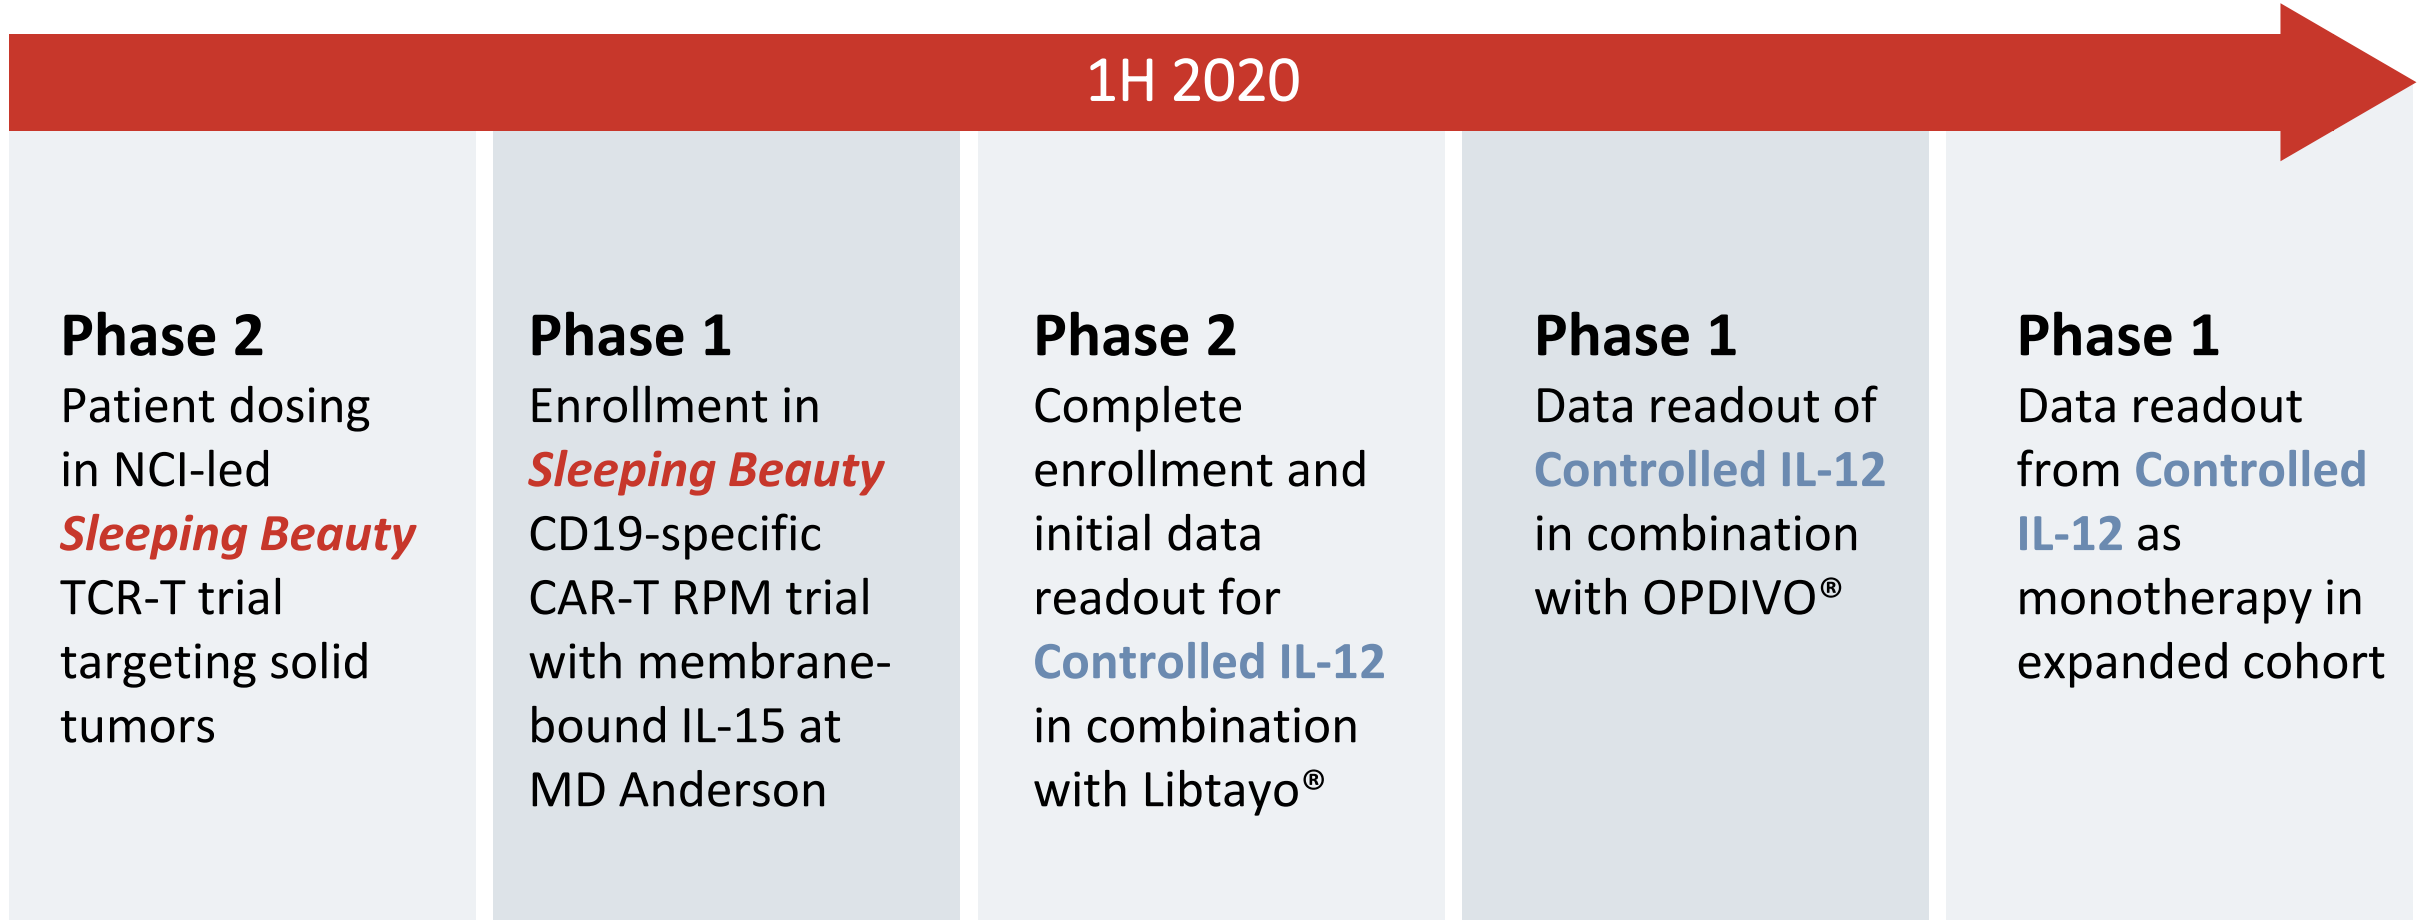 1H 2020
Phase 2
Patient dosing
in NCI-led
Sleeping Beauty
TCR-T trial
targeting solid
tumors
Phase 1
Enrollment in
Sleeping Beauty
CD19-specific
CAR-T RPM trial
with membrane-
bound IL-15 at
MD Anderson
Phase 2
Complete
enrollment and
initial data
readout for
Controlled IL-12
in combination
with Libtayo®
Phase 1
Data readout of
Controlled IL-12
in combination
with OPDIVO®
Phase 1
Data readout
from Controlled
IL-12 as
monotherapy in
expanded cohort